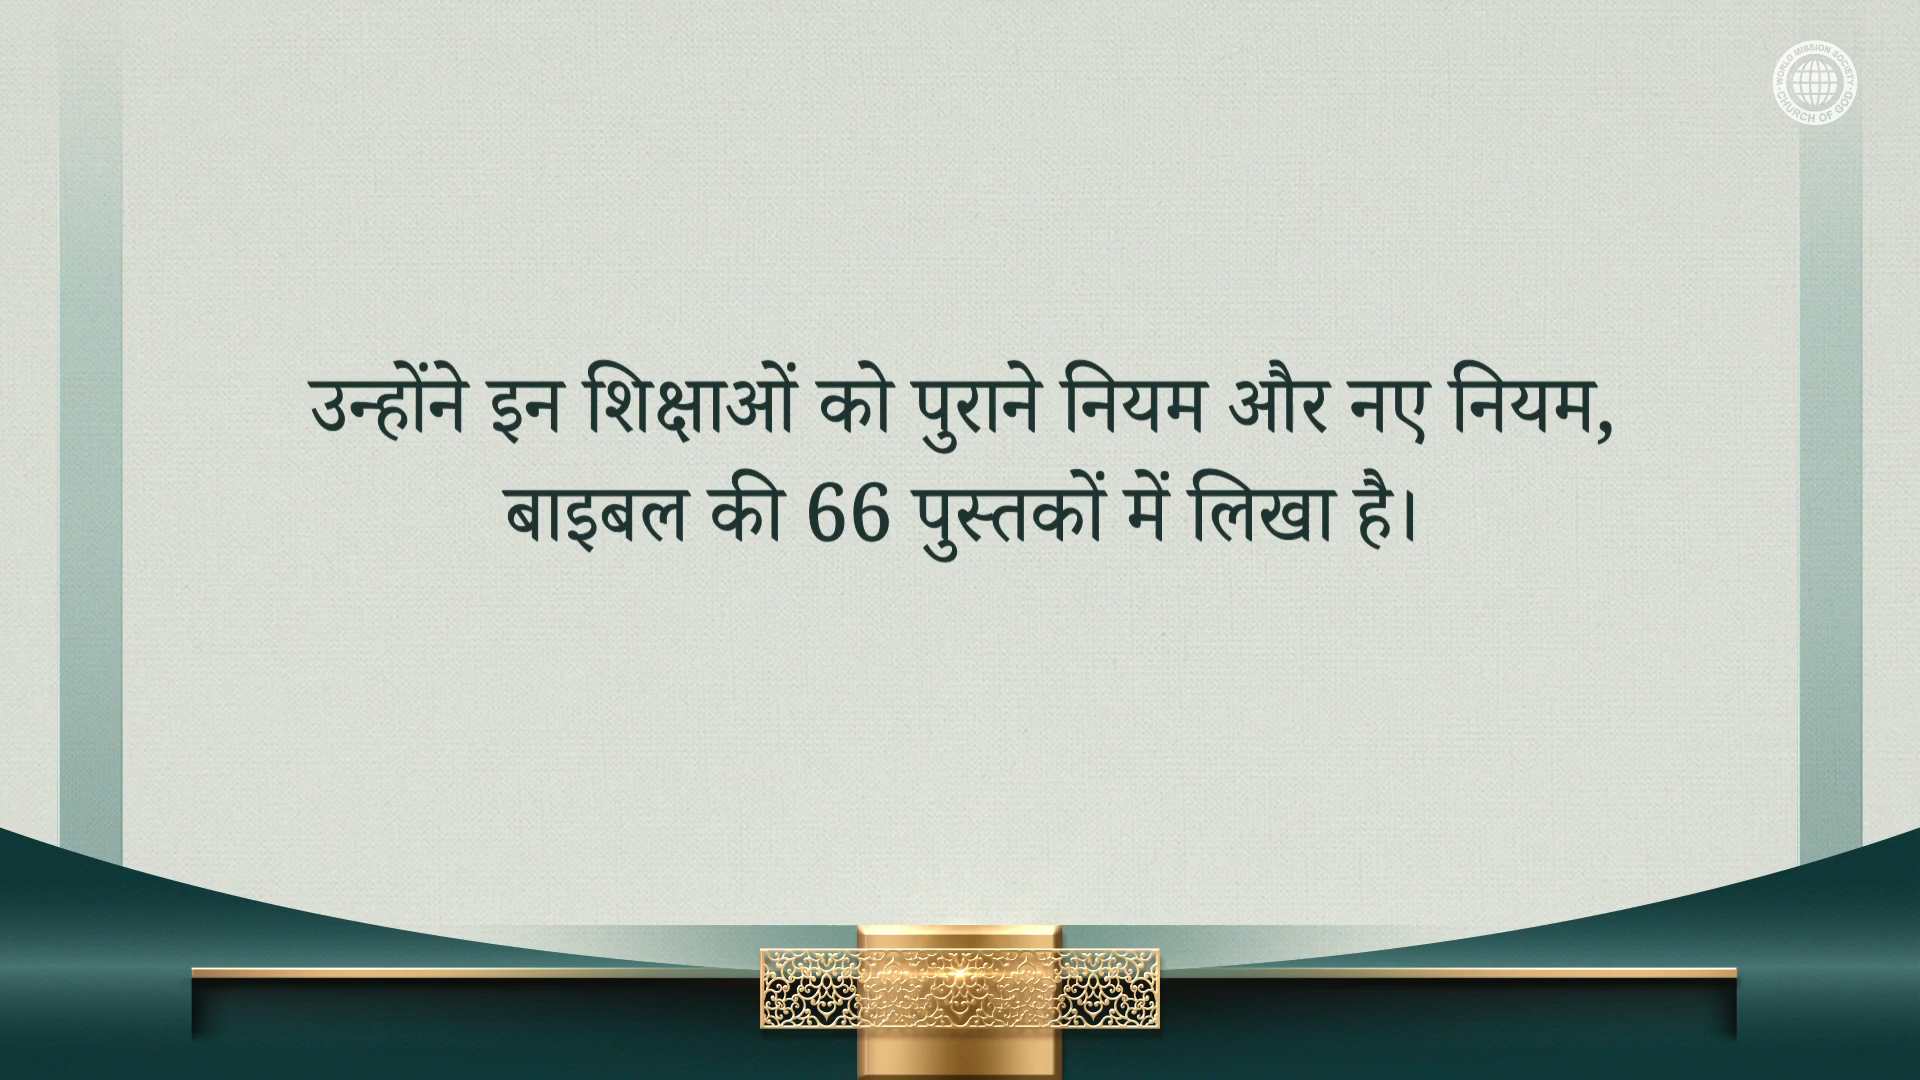 WORLD MISSION SOCIETY
CHURCH OF GOD
उन्होंने इन शिक्षाओं को पुराने नियम और नए नियम,
बाइबल की 66 पुस्तकों में लिखा है।